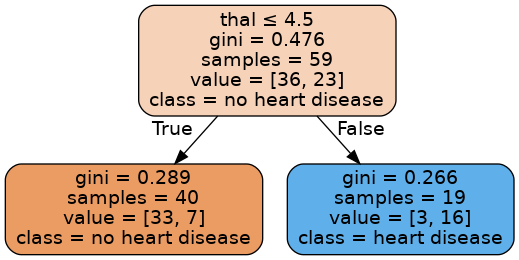 thal ≤ 4.5
gini = 0.476
samples = 59
value = [36, 23]
class = no heart disease
True
False
gini = 0.289
samples = 40
value = [33, 7]
class = no heart disease
gini = 0.266
samples = 19
value = [3, 16]
class = heart disease